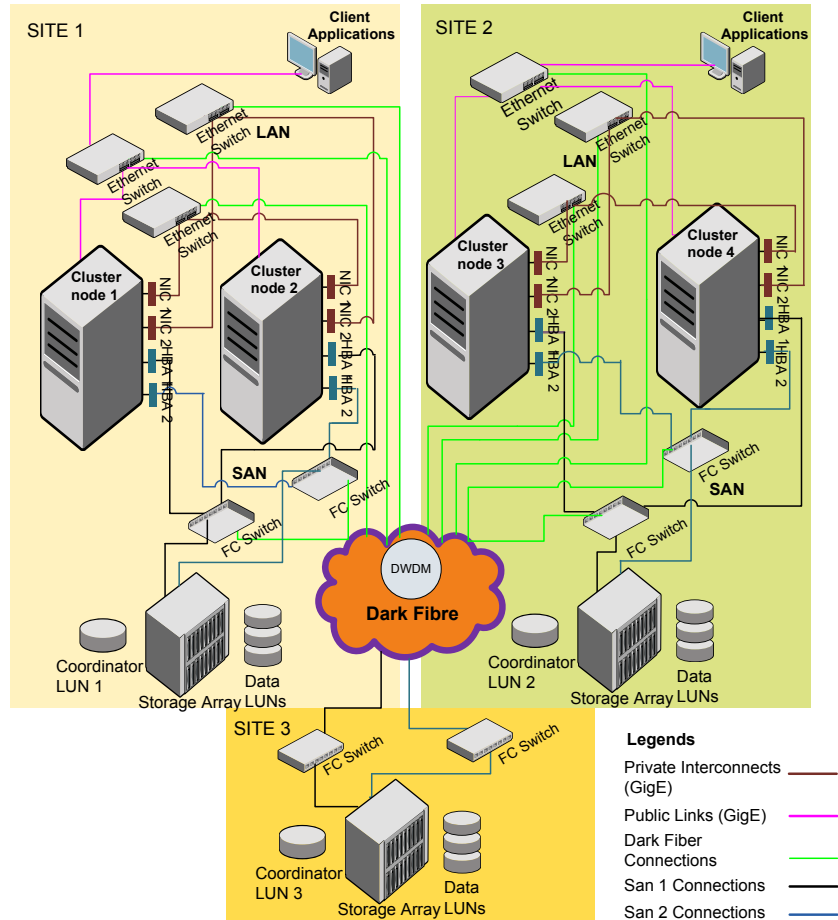 SITE 1
Client
Applications
Ethernet
Switch
LAN
Ethernet
Switch
Ethernet
Switch
Cluster
node 1
NIC 1
NIC 2
HBA 1
HBA 2
Cluster
node 2
NIC 1
NIC 2
HBA 1
HBA 2
SAN
FC Switch
FC Switch
Coordinator
LUN 1
Storage Array
Data
LUNs
SITE 2
Client
Applications
Ethernet
Switch
Ethernet
Switch
LAN
Ethernet
Switch
Cluster
node 3
NIC 1
NIC 2
HBA 1
HBA 2
Cluster
node 4
NIC 1
NIC 2
HBA 1
HBA 2
FC Switch
SAN
FC Switch
Coordinator
LUN 2
Storage Array
Data
LUNs
DWDM
Dark Fibre
SITE 3
FC Switch
FC Switch
Coordinator
LUN 3
Storage Array
Data
LUNs
Legends
Private Interconnects
(GigE)
Public Links (GigE)
Dark Fiber
Connections
San 1 Connections
San 2 Connections